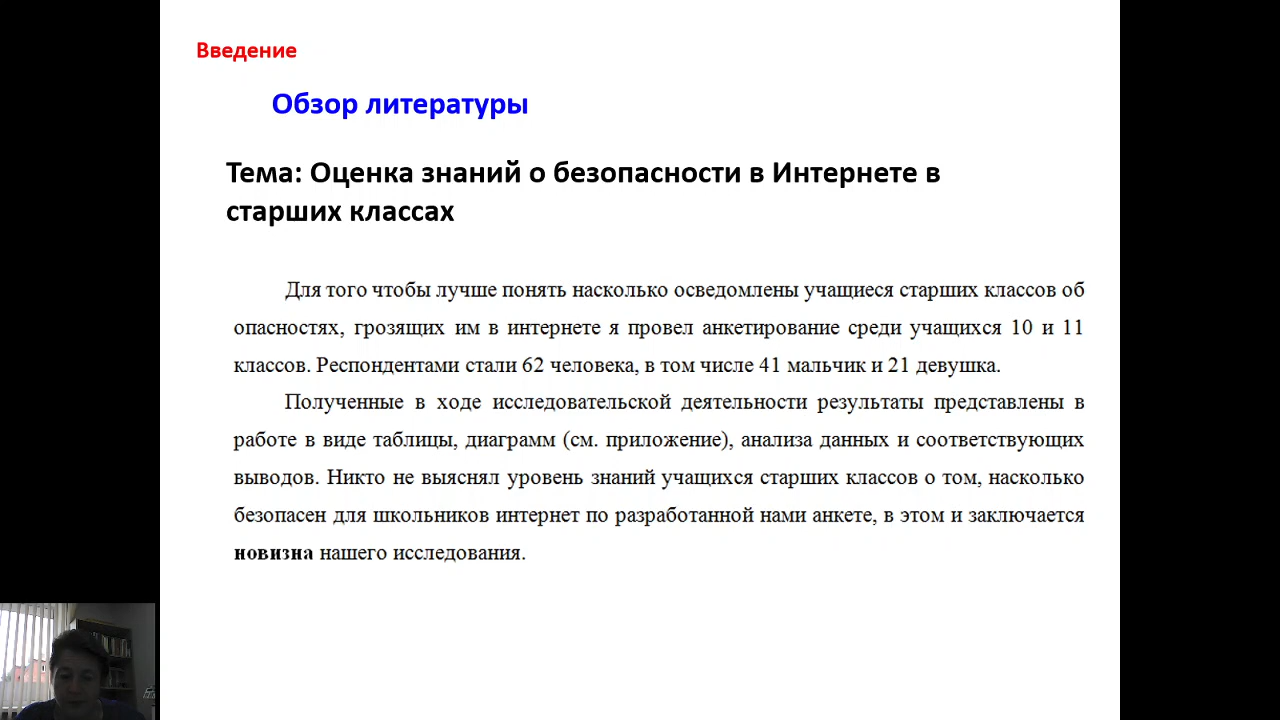 Введение
Обзор литературы
Тема: Оценка знаний о безопасности в Интернете в
старших классах
Для того чтобы лучше понять насколько осведомлены учащиеся старших классов об
опасностях, грозящих им в интернете я провел анкетирование среди учащихся 10 и 11
классов. Респондентами стали 62 человека, в том числе 41 мальчик и 21 девушка.
Полученные в ходе исследовательской деятельности результаты представлены в
работе в виде таблицы, диаграмм (см. приложение), анализа данных и соответствующих
выводов. Никто не выяснял уровень знаний учащихся старших классов о том, насколько
безопасен для школьников интернет по разработанной нами анкете, в этом и заключается
новизна нашего исследования.